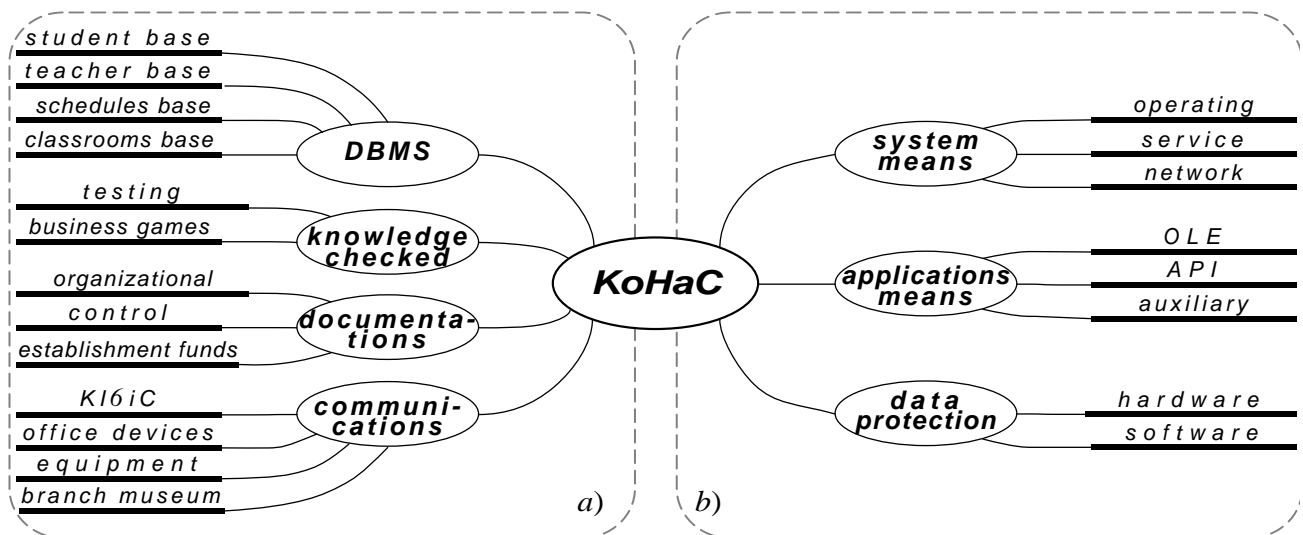 student base
teacher base
schedules base
classrooms base
DBMS
testing
business games
knowledge
checked
organizational
control
establishment funds
documenta-
tions
KI6iC
office devices
equipment
branch museum
communi-
cations
a)
KoHaC
b)
system
means
operating
service
network
applications
means
OLE
API
auxiliary
data
protection
hardware
software